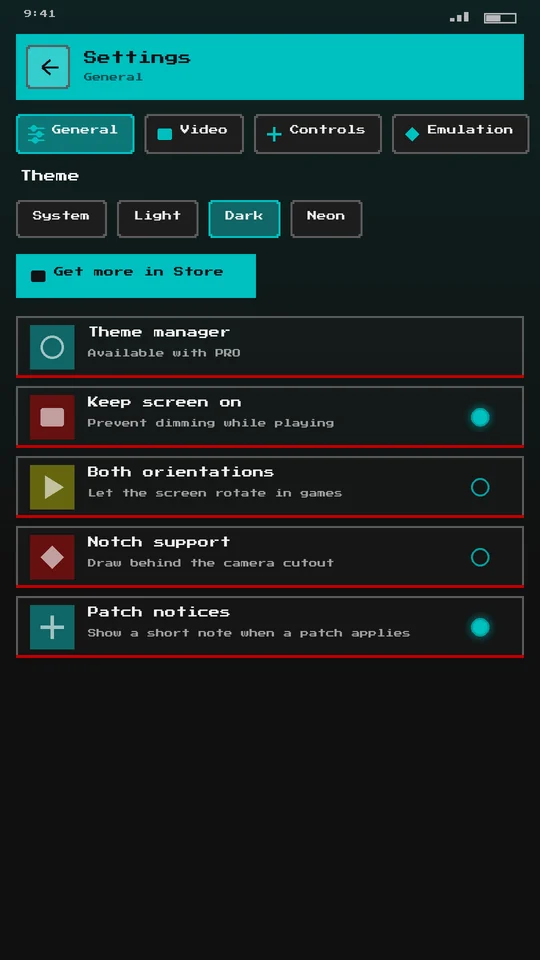 9:41
Settings
General
General
Video
Controls
Emulation
Theme
System
Light
Dark
Neon
Get more in Store
Theme manager
Available with PRO
Keep screen on
Prevent dimming while playing
Both orientations
Let the screen rotate in games
Notch support
Draw behind the camera cutout
Patch notices
Show a short note when a patch applies